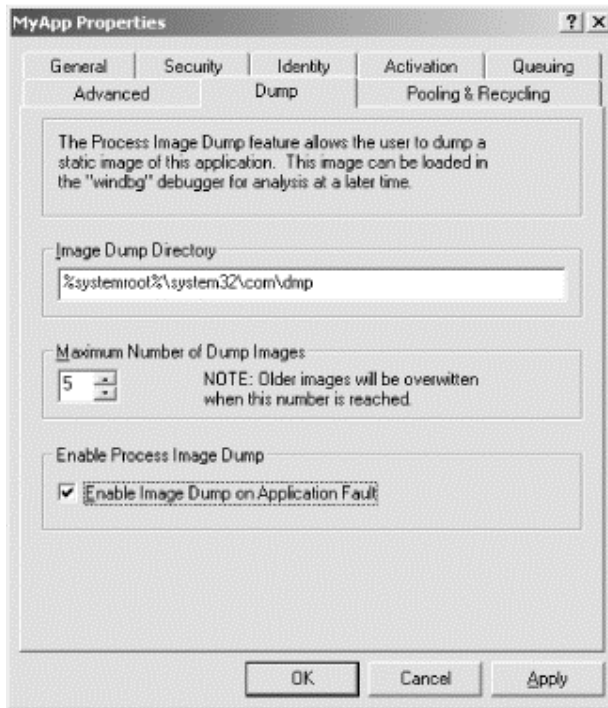 MyApp Properties
General Security Identity Activation Queuing
Advanced Dump Pooling & Recycling
The Process Image Dump feature allows the user to dump a
static image of this application. This image can be loaded in
the "windbg" debugger for analysis at a later time.
Image Dump Directory
%systemroot%\system32\com\dmp
Maximum Number of Dump Images
5 NOTE: Older images will be overwitten
when this number is reached.
Enable Process Image Dump
Enable Image Dump on Application Fault
OK Cancel Apply